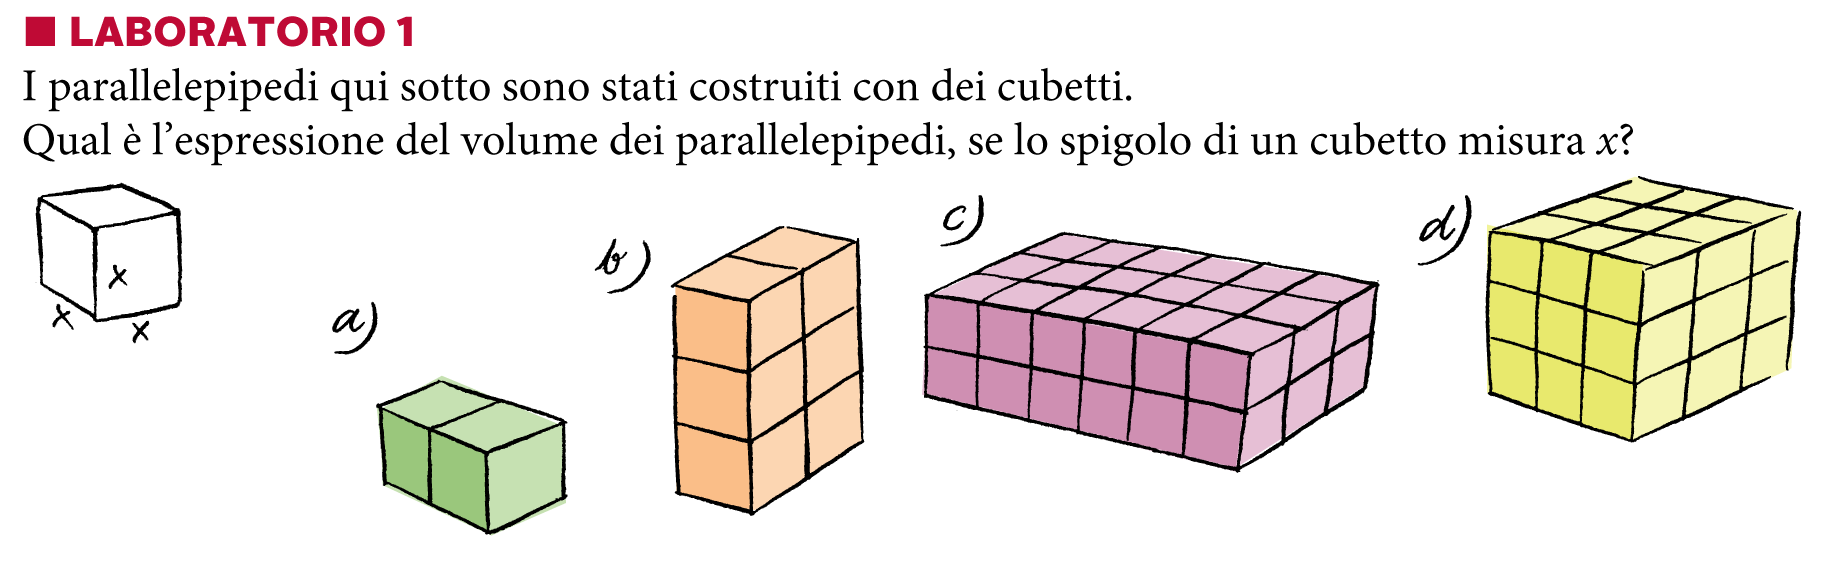 LABORATORIO 1
I parallelepipedi qui sotto sono stati costruiti con dei cubetti.
Qual è l’espressione del volume dei parallelepipedi, se lo spigolo di un cubetto misura x?
x
x
x
a)
b)
c)
d)